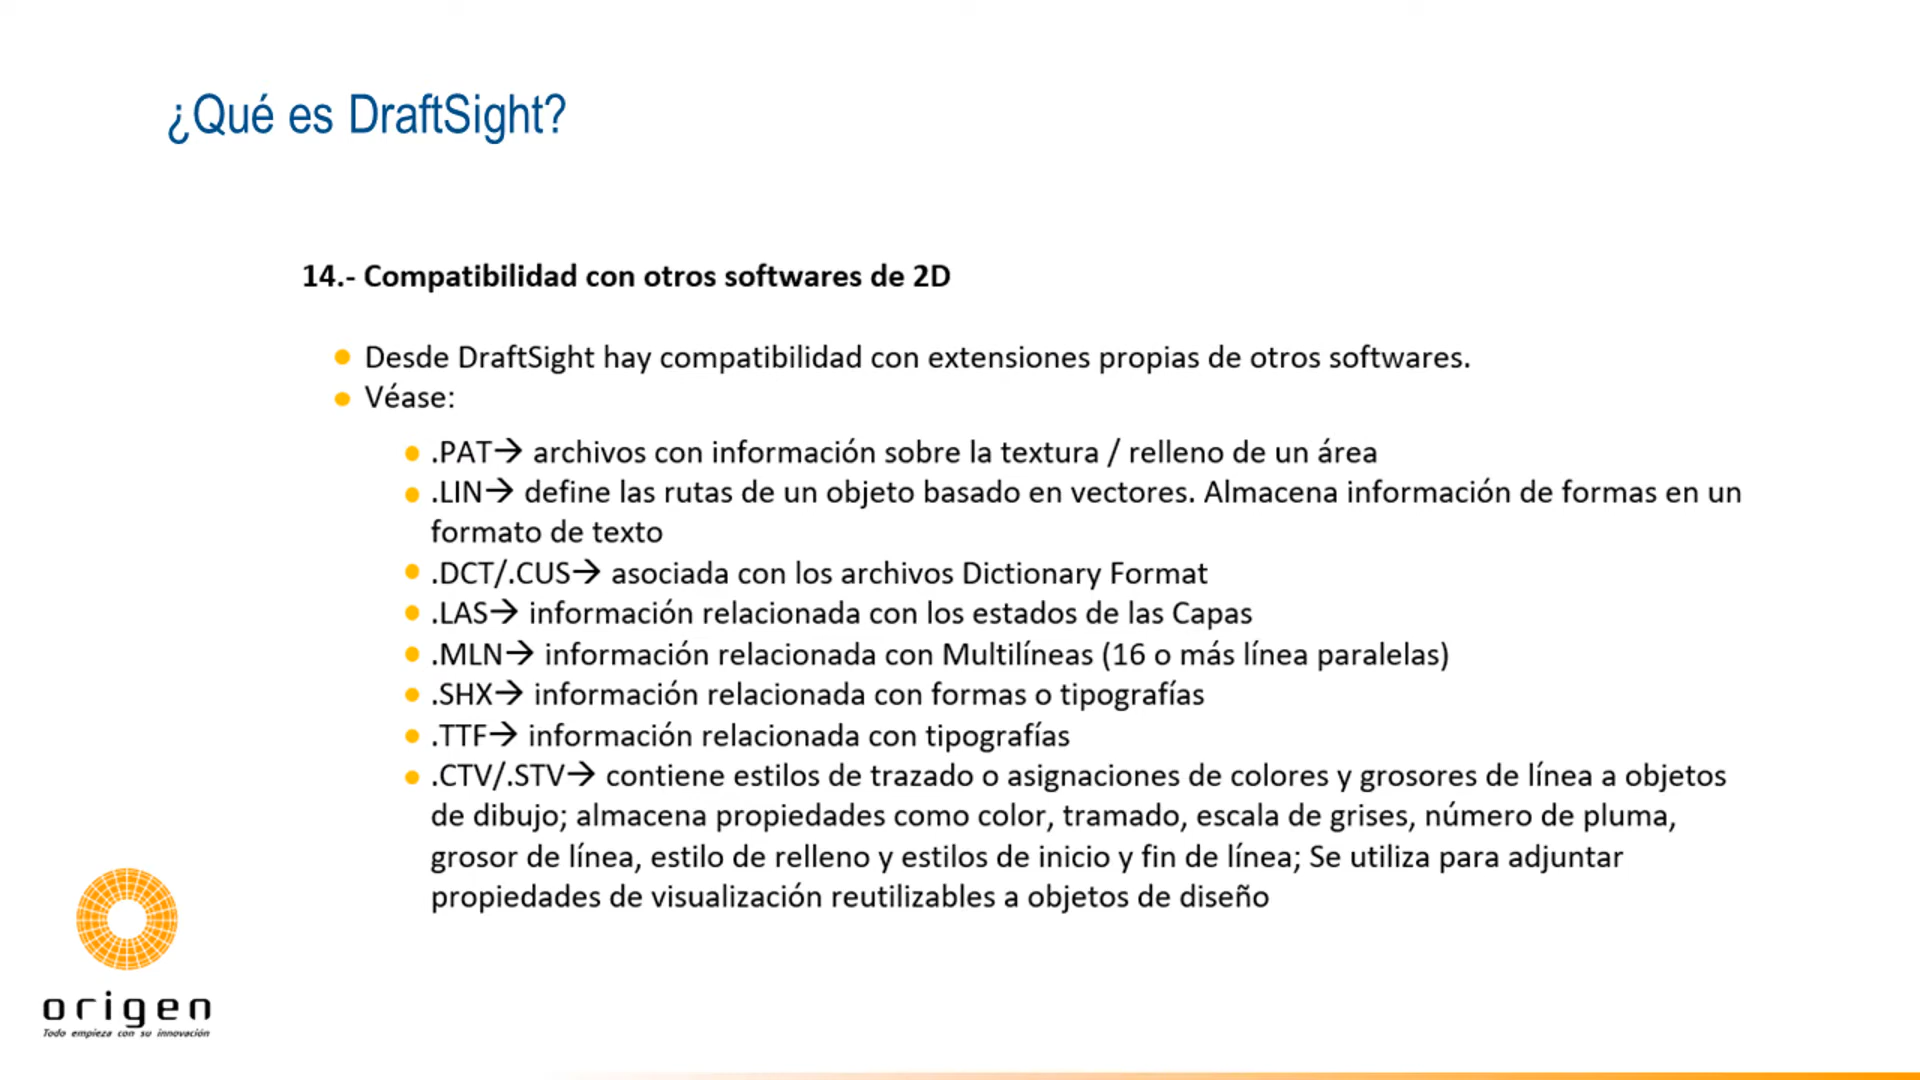 ¿Qué es DraftSight?
14.- Compatibilidad con otros softwares de 2D
Desde DraftSight hay compatibilidad con extensiones propias de otros softwares.
Véase:
.PAT→ archivos con información sobre la textura / relleno de un área
.LIN→ define las rutas de un objeto basado en vectores. Almacena información de formas en un
formato de texto
.DCT/.CUS→ asociada con los archivos Dictionary Format
.LAS→ información relacionada con los estados de las Capas
.MLN→ información relacionada con Multilíneas (16 o más línea paralelas)
.SHX→ información relacionada con formas o tipografías
.TTF→ información relacionada con tipografías
.CTV/.STV→ contiene estilos de trazado o asignaciones de colores y grosores de línea a objetos
de dibujo; almacena propiedades como color, tramado, escala de grises, número de pluma,
grosor de línea, estilo de relleno y estilos de inicio y fin de línea; Se utiliza para adjuntar
propiedades de visualización reutilizables a objetos de diseño
origen
Todo empieza con su innovación